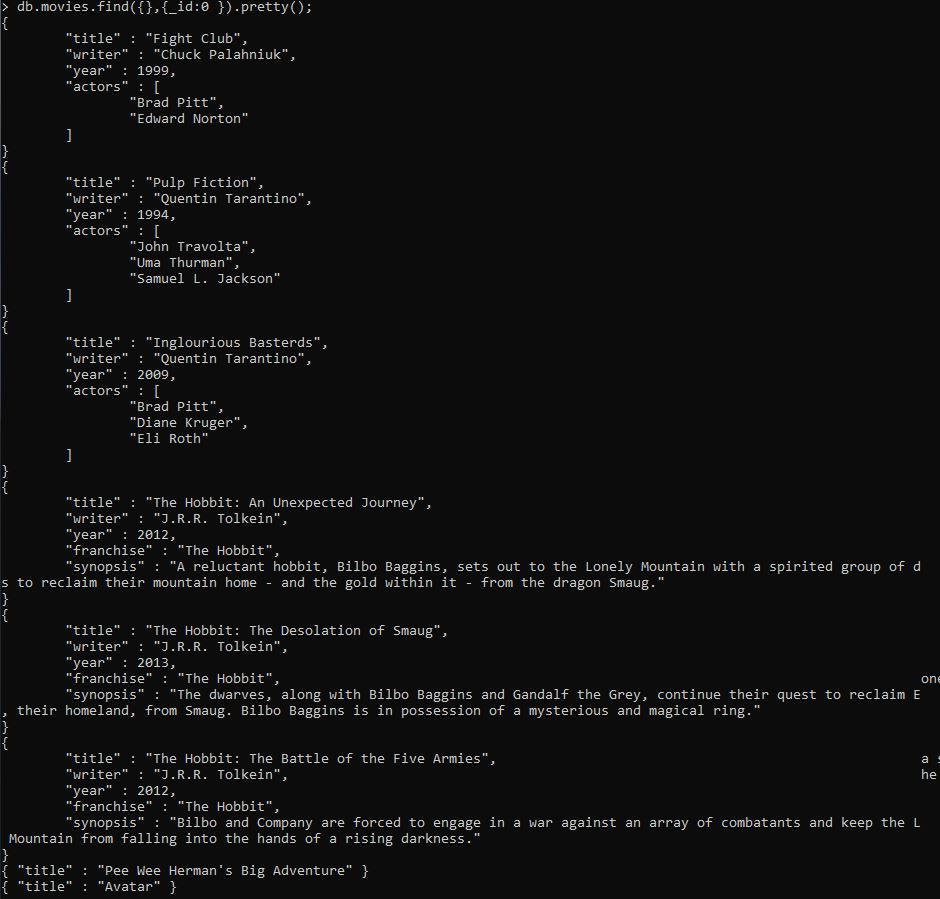 > db.movies.find({},{_id:0 }).pretty();
{
        "title" : "Fight Club",
        "writer" : "Chuck Palahniuk",
        "year" : 1999,
        "actors" : [
                "Brad Pitt",
                "Edward Norton"
        ]
}
{
        "title" : "Pulp Fiction",
        "writer" : "Quentin Tarantino",
        "year" : 1994,
        "actors" : [
                "John Travolta",
                "Uma Thurman",
                "Samuel L. Jackson"
        ]
}
{
        "title" : "Inglourious Basterds",
        "writer" : "Quentin Tarantino",
        "year" : 2009,
        "actors" : [
                "Brad Pitt",
                "Diane Kruger",
                "Eli Roth"
        ]
}
{
        "title" : "The Hobbit: An Unexpected Journey",
        "writer" : "J.R.R. Tolkein",
        "year" : 2012,
        "franchise" : "The Hobbit",
        "synopsis" : "A reluctant hobbit, Bilbo Baggins, sets out to the Lonely Mountain with a spirited group of d
s to reclaim their mountain home - and the gold within it - from the dragon Smaug."
}
{
        "title" : "The Hobbit: The Desolation of Smaug",
        "writer" : "J.R.R. Tolkein",
        "year" : 2013,
        "franchise" : "The Hobbit", one
        "synopsis" : "The dwarves, along with Bilbo Baggins and Gandalf the Grey, continue their quest to reclaim E
, their homeland, from Smaug. Bilbo Baggins is in possession of a mysterious and magical ring."
}
{
        "title" : "The Hobbit: The Battle of the Five Armies", a s
        "writer" : "J.R.R. Tolkein", he
        "year" : 2012,
        "franchise" : "The Hobbit",
        "synopsis" : "Bilbo and Company are forced to engage in a war against an array of combatants and keep the L
 Mountain from falling into the hands of a rising darkness."
}
{ "title" : "Pee Wee Herman's Big Adventure" }
{ "title" : "Avatar" }